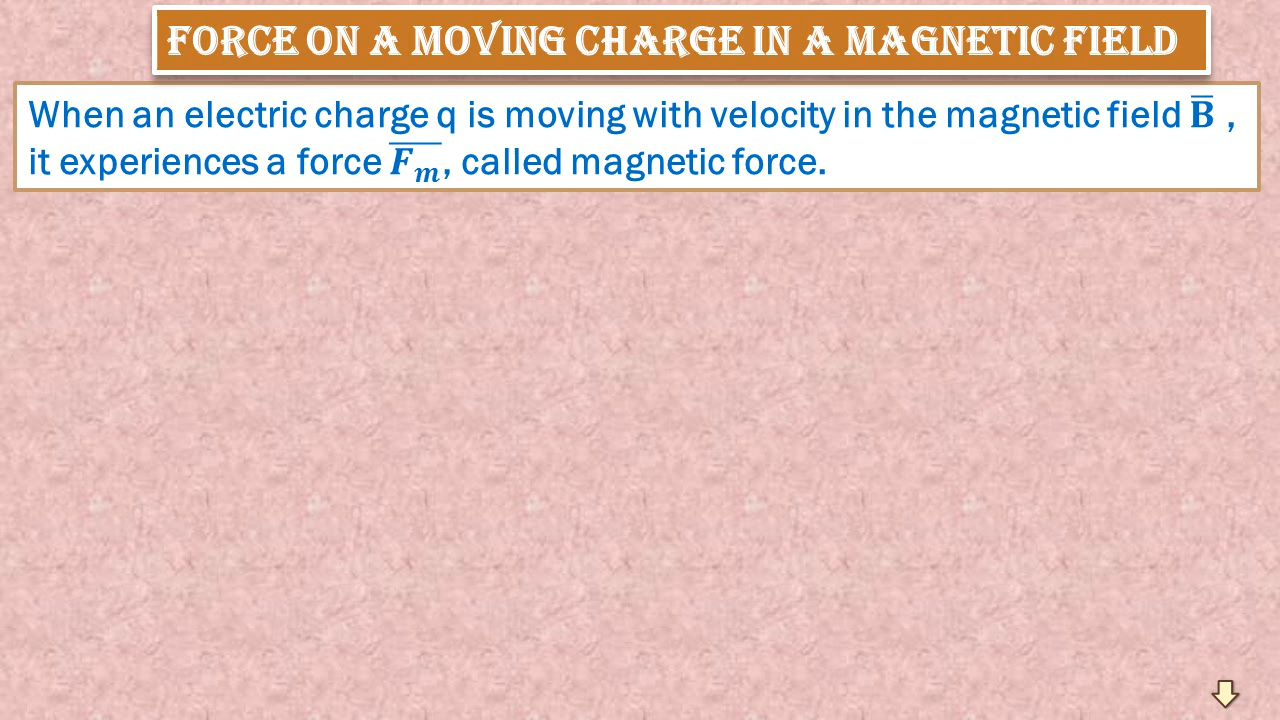 FORCE ON A MOVING CHARGE IN A MAGNETIC FIELD
When an electric charge q is moving with velocity in the magnetic field B̅ ,
it experiences a force F̅ₘ, called magnetic force.